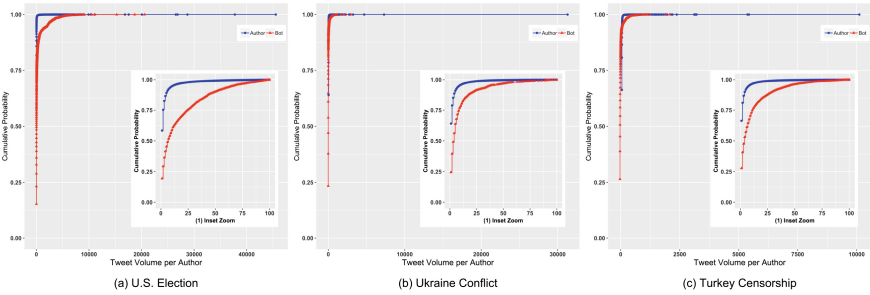 1.00
0.75
0.50
0.25
0.00
Cumulative Probability
Author Bot
1.00
0.75
0.50
0.25
0.00
Cumulative Probability
0 25 50 75 100
(1) Inset Zoom
0 10000 20000 30000 40000
Tweet Volume per Author
(a) U.S. Election
1.00
0.75
0.50
0.25
0.00
Cumulative Probability
Author Bot
1.00
0.75
0.50
0.25
0.00
Cumulative Probability
0 25 50 75 100
(1) Inset Zoom
0 10000 20000 30000
Tweet Volume per Author
(b) Ukraine Conflict
1.00
0.75
0.50
0.25
0.00
Cumulative Probability
Author Bot
1.00
0.75
0.50
0.25
0.00
Cumulative Probability
0 25 50 75 100
(1) Inset Zoom
0 2500 5000 7500 10000
Tweet Volume per Author
(c) Turkey Censorship